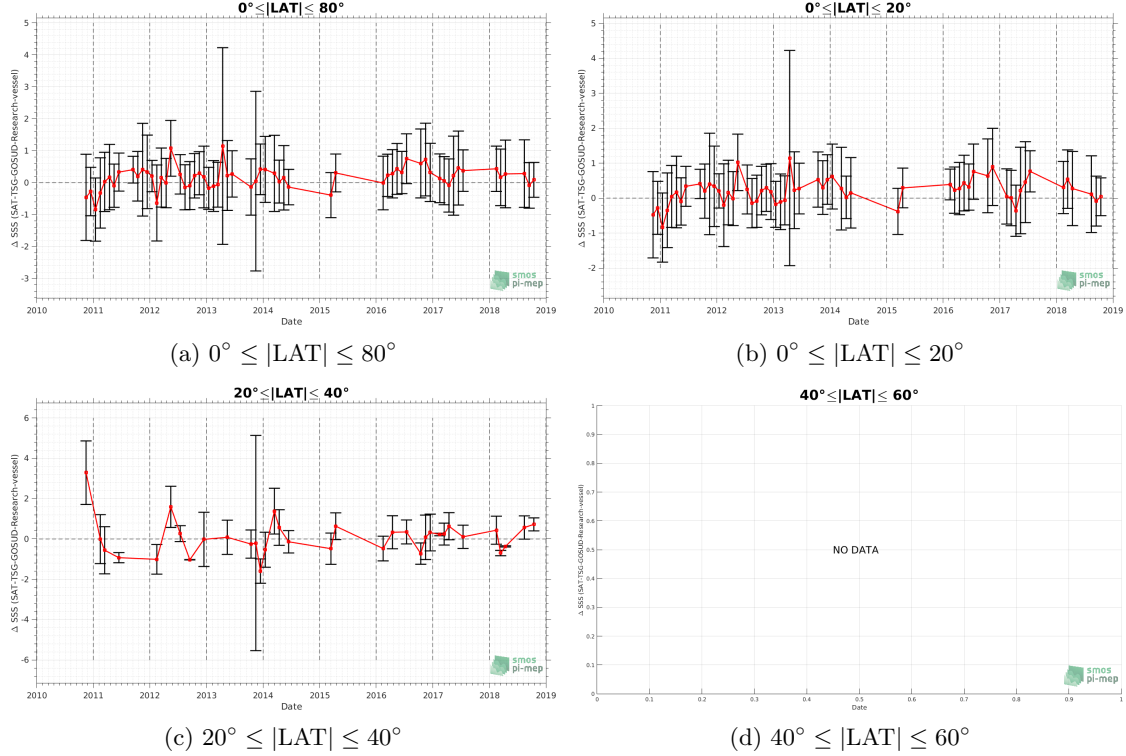 0°≤|LAT|≤ 80°
Δ SSS (SAT-TSG-GOSUD-Research-vessel)
5
4
3
2
1
0
-1
-2
-3
2010 2011 2012 2013 2014 2015 2016 2017 2018 2019
Date
smos
pi-mep
(a) 0° ≤ |LAT| ≤ 80°
0°≤|LAT|≤ 20°
Δ SSS (SAT-TSG-GOSUD-Research-vessel)
5
4
3
2
1
0
-1
-2
2010 2011 2012 2013 2014 2015 2016 2017 2018 2019
Date
smos
pi-mep
(b) 0° ≤ |LAT| ≤ 20°
20°≤|LAT|≤ 40°
Δ SSS (SAT-TSG-GOSUD-Research-vessel)
6
4
2
0
-2
-4
-6
2010 2011 2012 2013 2014 2015 2016 2017 2018 2019
Date
smos
pi-mep
(c) 20° ≤ |LAT| ≤ 40°
40°≤|LAT|≤ 60°
Δ SSS (SAT-TSG-GOSUD-Research-vessel)
1
0.9
0.8
0.7
0.6
0.5
0.4
0.3
0.2
0.1
0
NO DATA
0 0.1 0.2 0.3 0.4 0.5 0.6 0.7 0.8 0.9 1
Date
smos
pi-mep
(d) 40° ≤ |LAT| ≤ 60°